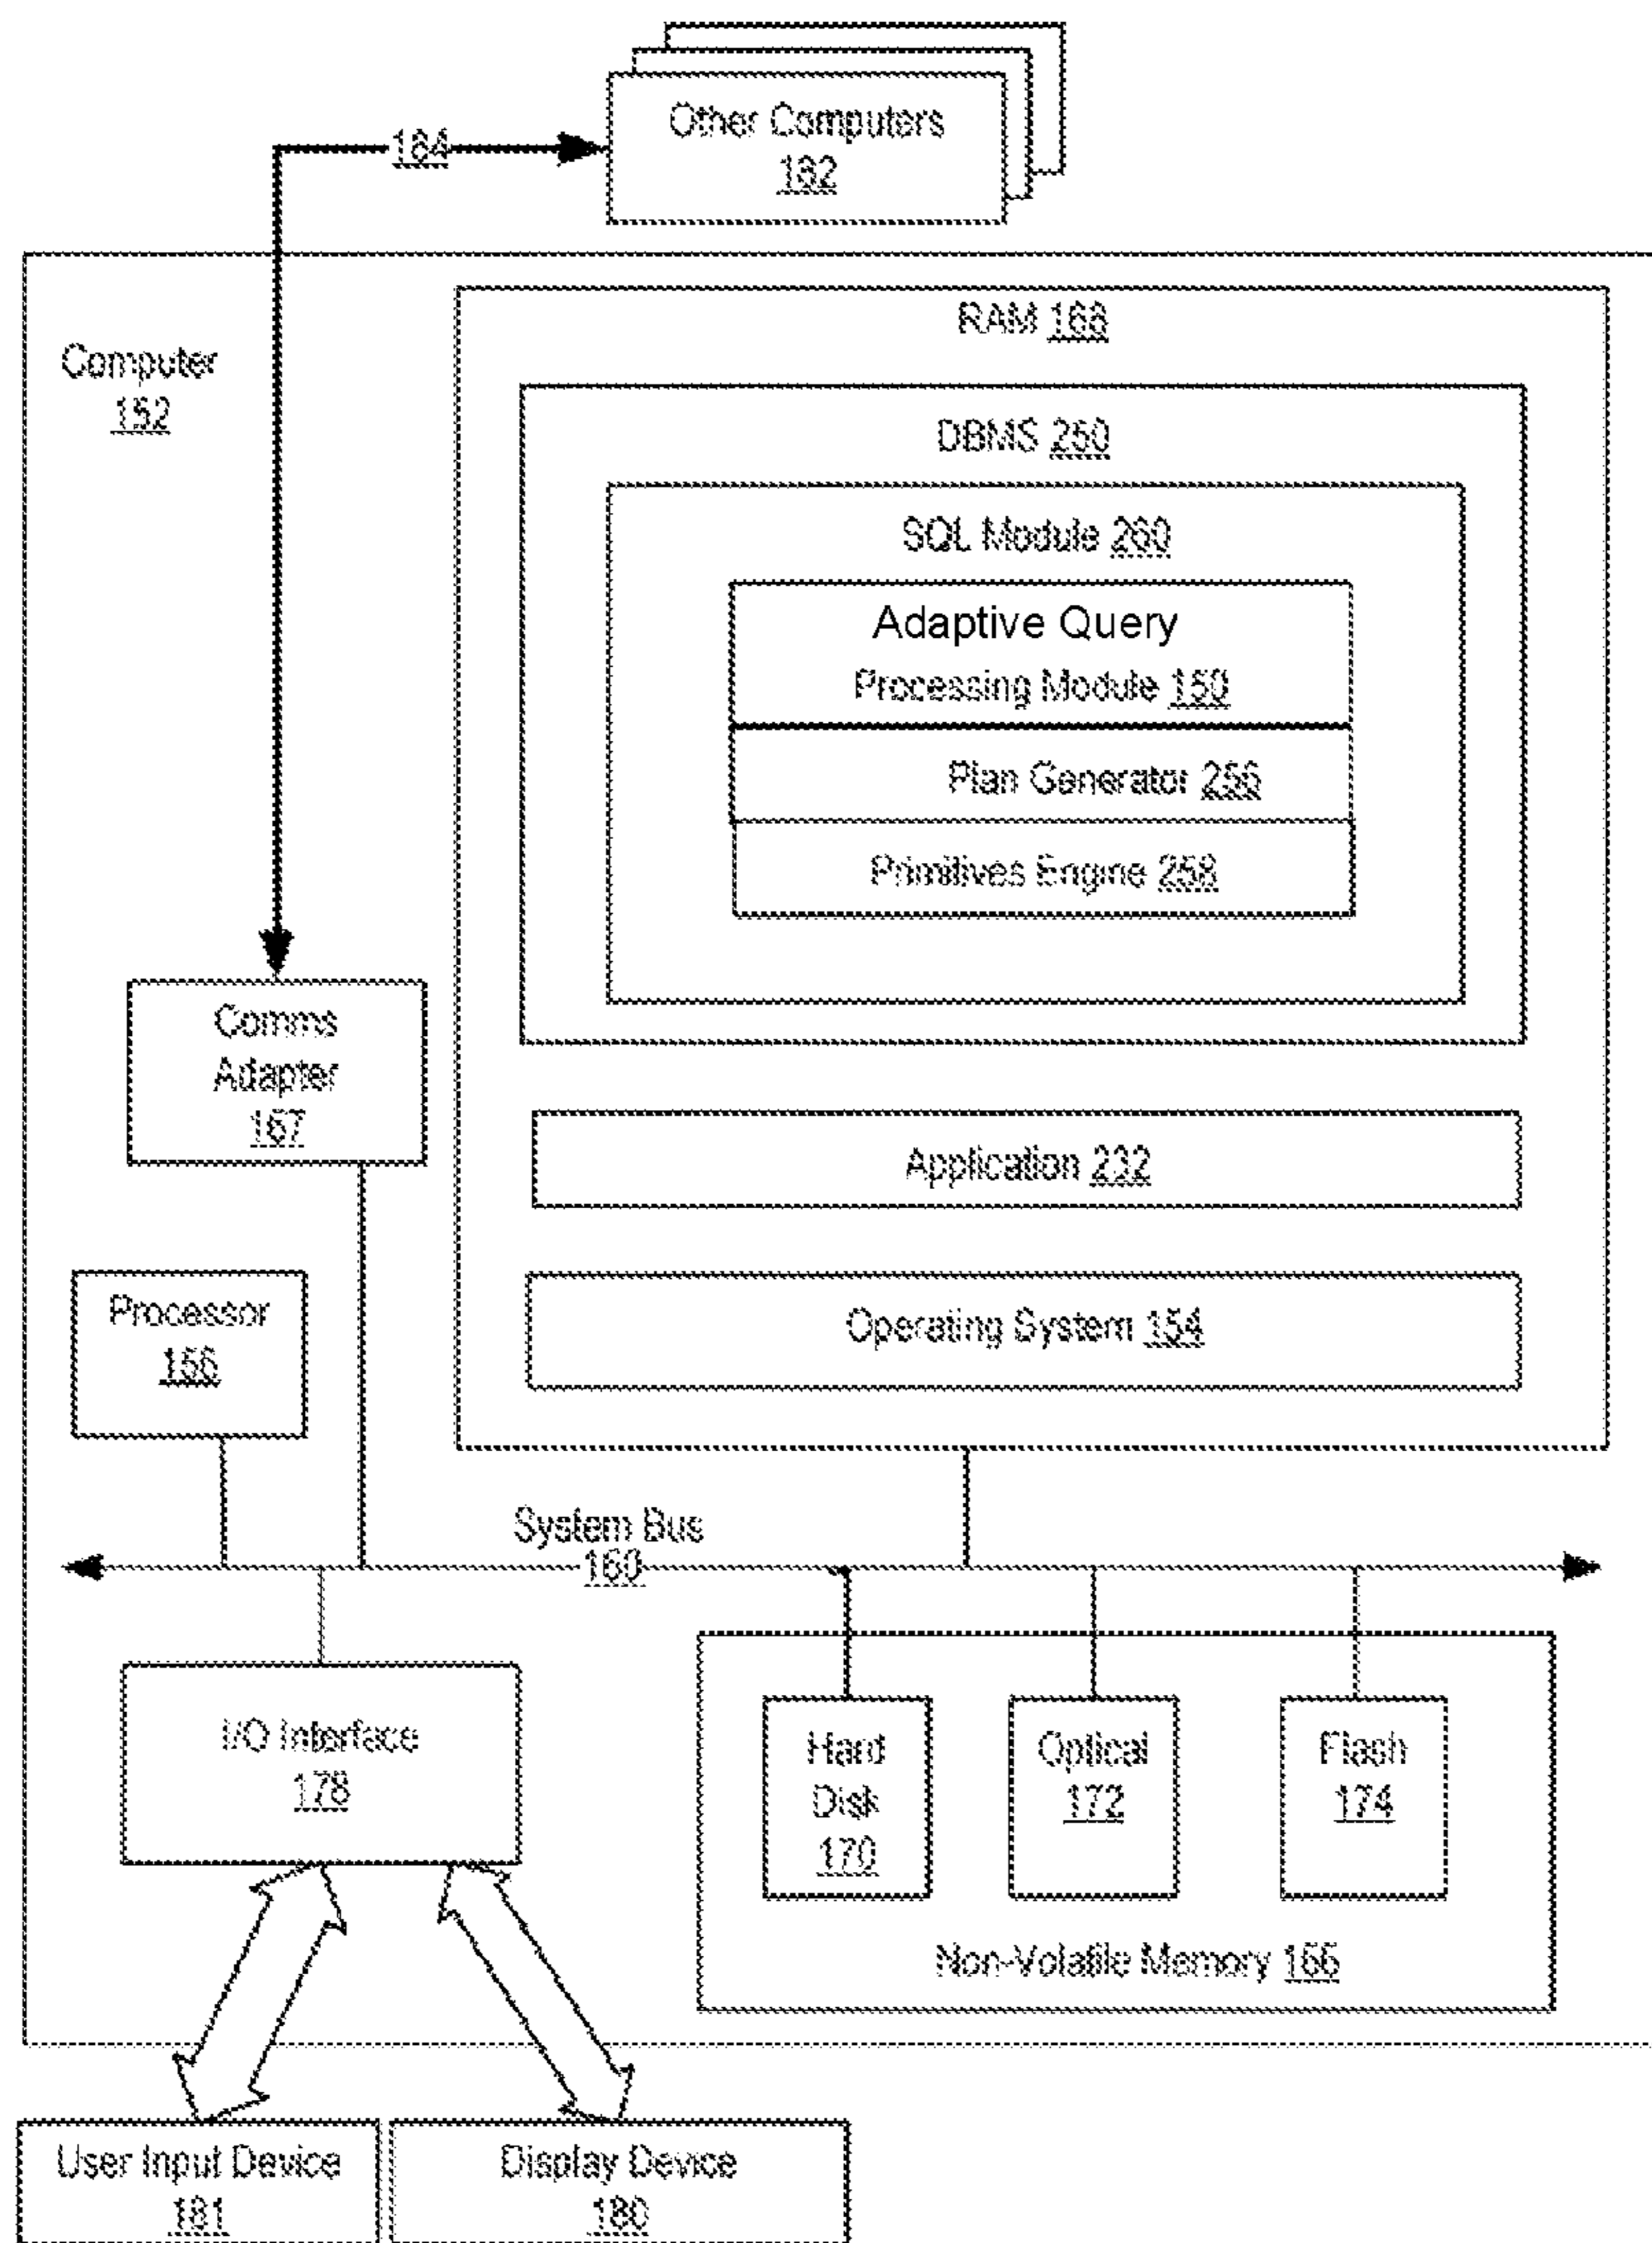 Other Computers
182
184
RAM 168
Computer
152
DBMS 250
SQL Module 260
Adaptive Query
Processing Module 150
Plan Generator 256
Primitives Engine 258
Comms
Adapter
167
Application 232
Processor
156
Operating System 154
System Bus
160
I/O Interface
178
Hard
Disk
170
Optical
172
Flash
174
Non-Volatile Memory 166
User Input Device
181
Display Device
180